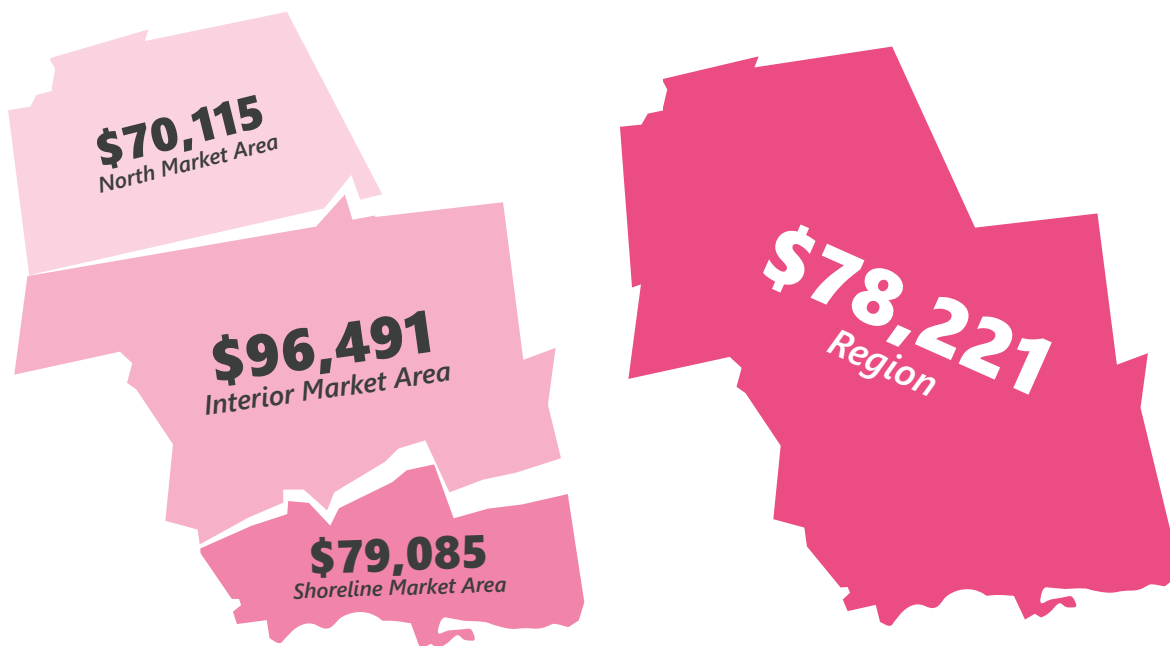 $70,115
North Market Area
$96,491
Interior Market Area
$79,085
Shoreline Market Area
$78,221
Region